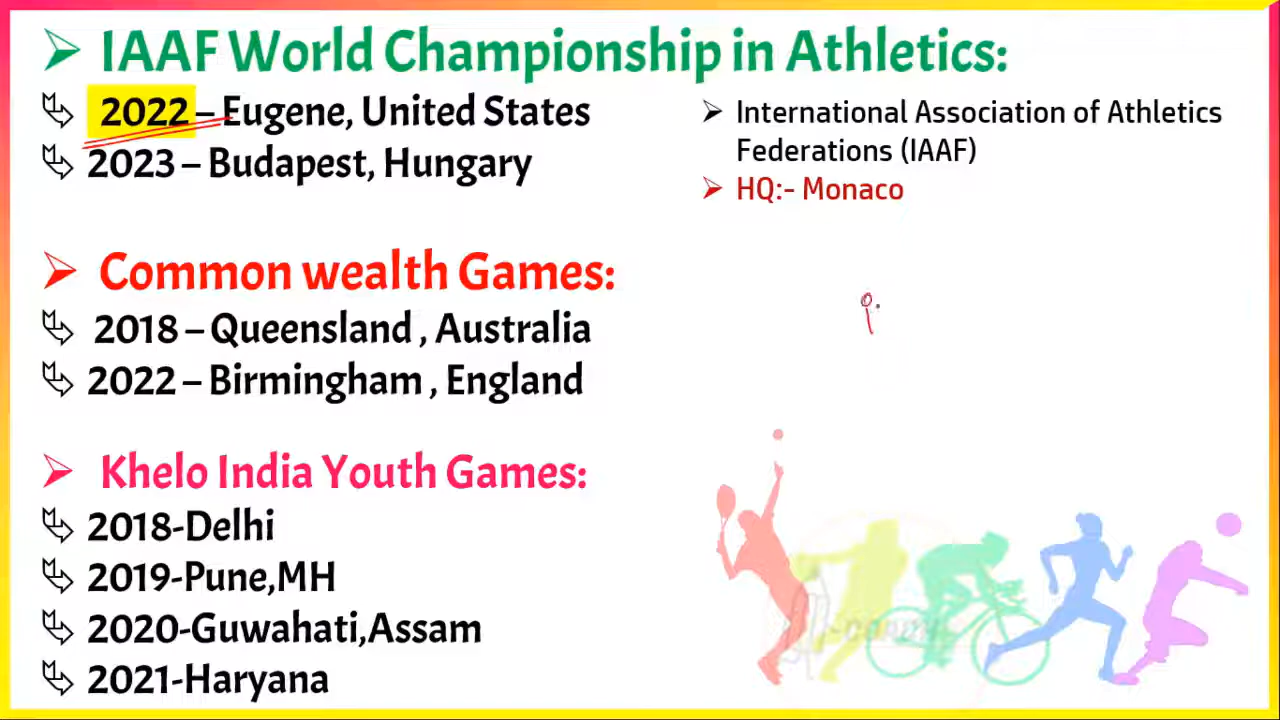 IAAF World Championship in Athletics:
2022 – Eugene, United States
2023 – Budapest, Hungary
International Association of Athletics
Federations (IAAF)
HQ:- Monaco
Common wealth Games:
2018 – Queensland , Australia
2022 – Birmingham , England
Khelo India Youth Games:
2018-Delhi
2019-Pune,MH
2020-Guwahati,Assam
2021-Haryana